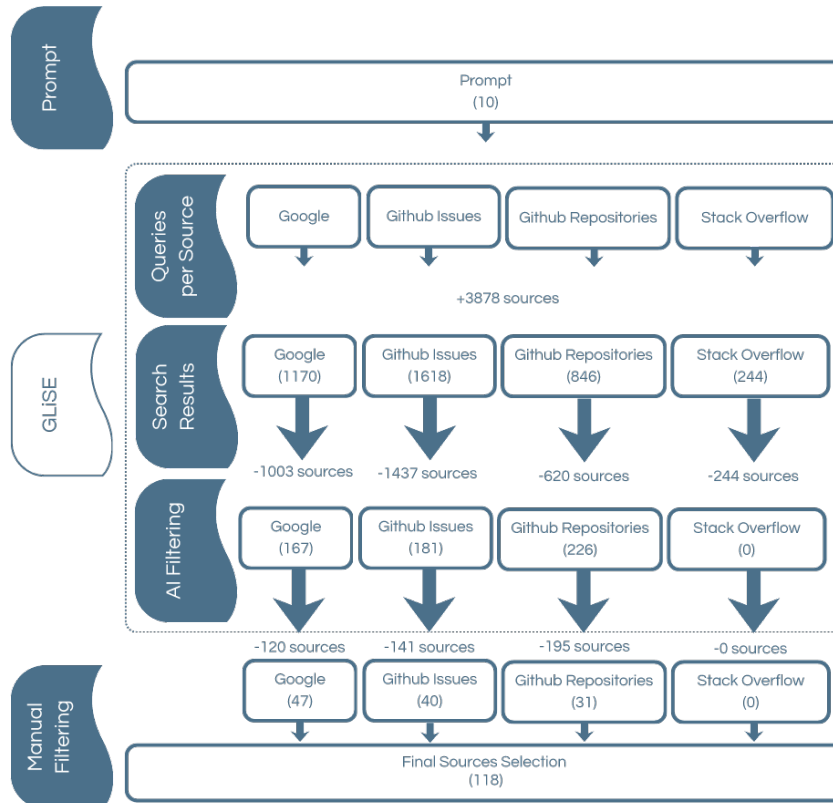 Prompt
Prompt
(10)
GLiSE
Queries
per Source
Google
Github Issues
Github Repositories
Stack Overflow
+3878 sources
Search
Results
Google
(1170)
Github Issues
(1618)
Github Repositories
(846)
Stack Overflow
(244)
-1003 sources
-1437 sources
-620 sources
-244 sources
AI Filtering
Google
(167)
Github Issues
(181)
Github Repositories
(226)
Stack Overflow
(0)
-120 sources
-141 sources
-195 sources
-0 sources
Manual
Filtering
Google
(47)
Github Issues
(40)
Github Repositories
(31)
Stack Overflow
(0)
Final Sources Selection
(118)